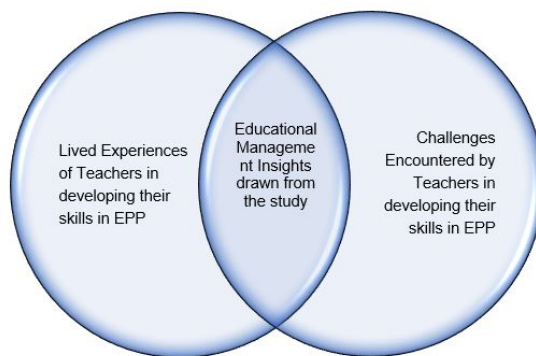 Lived Experiences
of Teachers in
developing their
skills in EPP
Educational
Manageme
nt Insights
drawn from
the study
Challenges
Encountered by
Teachers in
developing their
skills in EPP